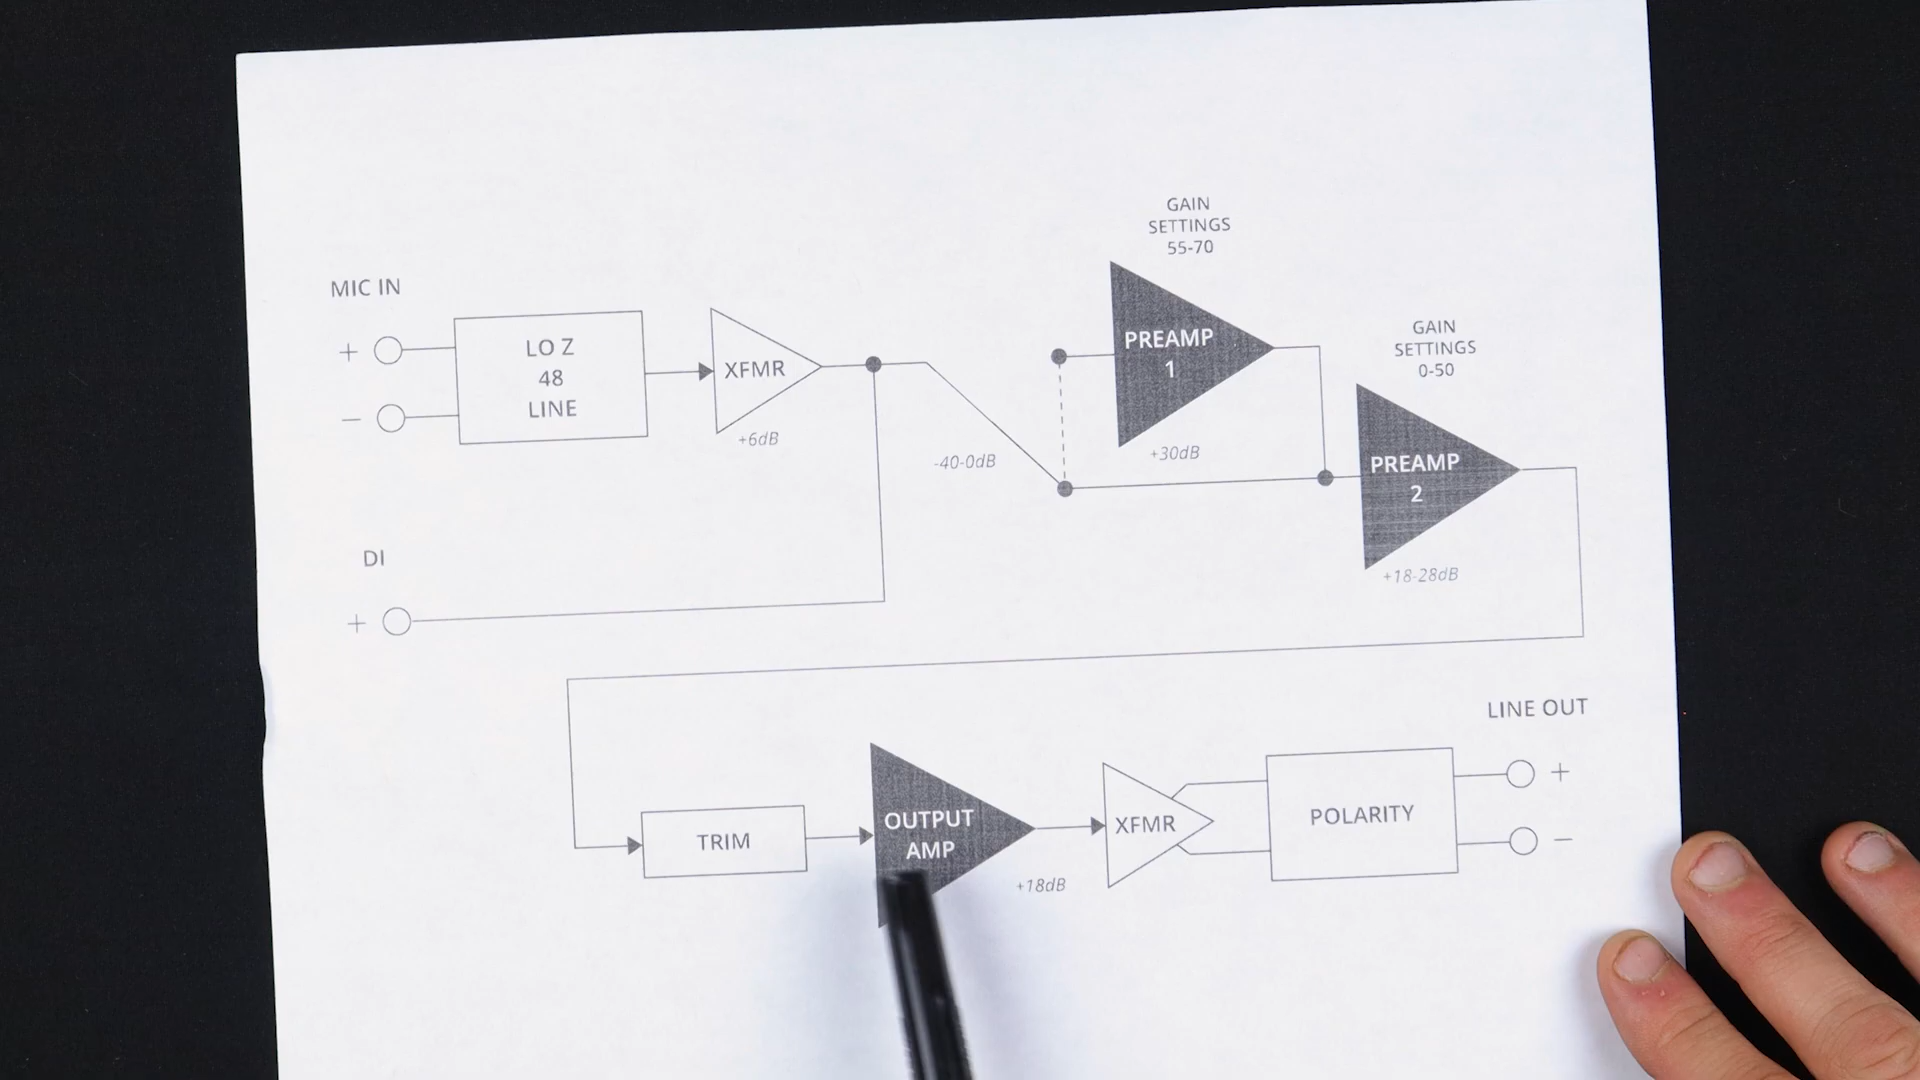 GAIN
SETTINGS
55-70
MIC IN
+
−
LO Z
48
LINE
XFMR
+6dB
-40-0dB
PREAMP
1
+30dB
GAIN
SETTINGS
0-50
PREAMP
2
+18-28dB
DI
+
LINE OUT
TRIM
OUTPUT
AMP
+18dB
XFMR
POLARITY
+
−